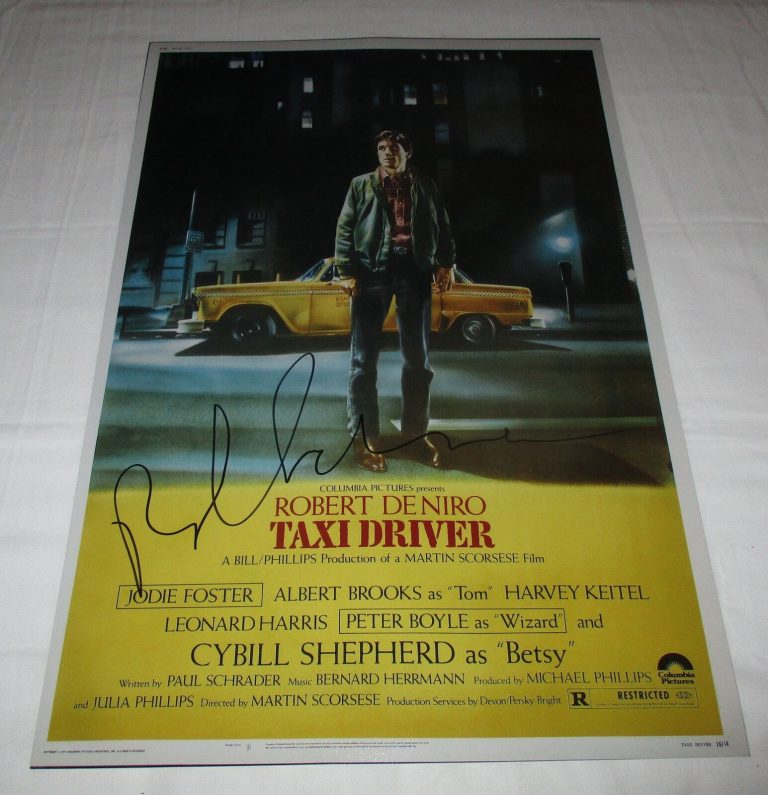 COLUMBIA PICTURES presents
ROBERT DE NIRO
TAXI DRIVER
A BILL/PHILLIPS Production of a MARTIN SCORSESE Film
JODIE FOSTER ALBERT BROOKS as "Tom" HARVEY KEITEL
LEONARD HARRIS PETER BOYLE as "Wizard" and
CYBILL SHEPHERD as "Betsy"
Written by PAUL SCHRADER Music BERNARD HERRMANN Produced by MICHAEL PHILLIPS
and JULIA PHILLIPS Directed by MARTIN SCORSESE Production Services by Devon/Persky-Bright
Columbia
Pictures
R RESTRICTED
TAXI DRIVER